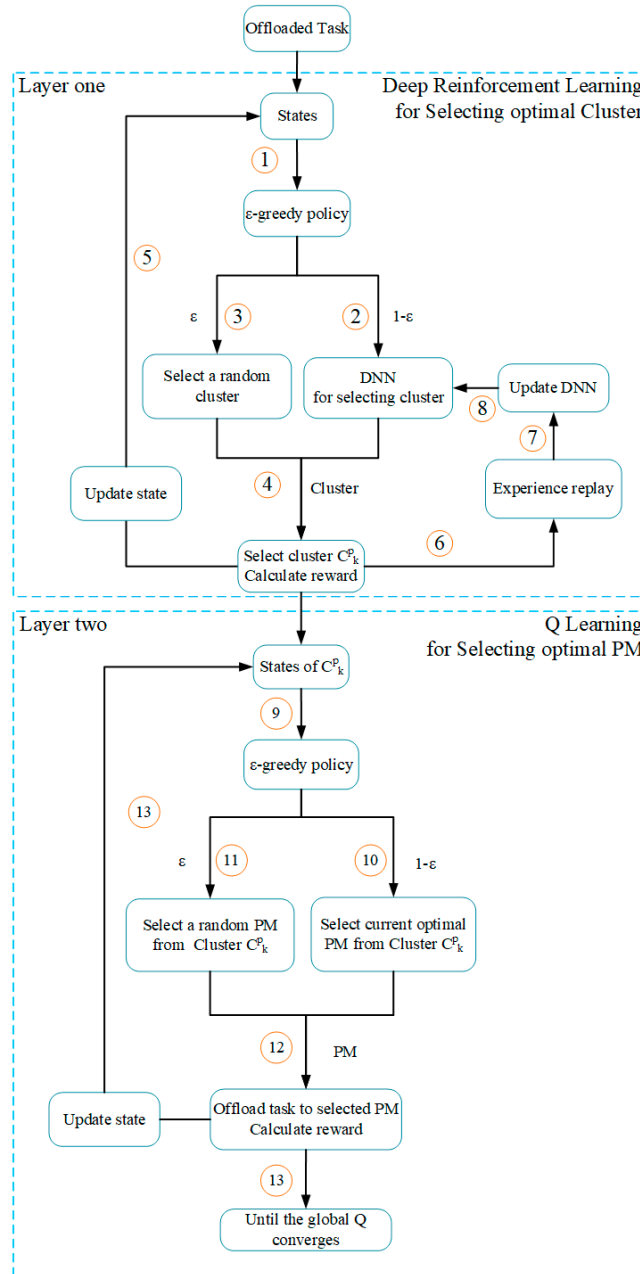 Offloaded Task
Layer one
Deep Reinforcement Learning
for Selecting optimal Cluster
States
1
ε-greedy policy
5
ε
3
2
1-ε
Select a random
cluster
DNN
for selecting cluster
Update DNN
8
7
Update state
4
Cluster
Experience replay
6
Select cluster C^p_k
Calculate reward
Layer two
Q Learning
for Selecting optimal PM
States of C^p_k
9
ε-greedy policy
13
ε
11
10
1-ε
Select a random PM
from Cluster C^p_k
Select current optimal
PM from Cluster C^p_k
12
PM
Update state
Offload task to selected PM
Calculate reward
13
Until the global Q
converges